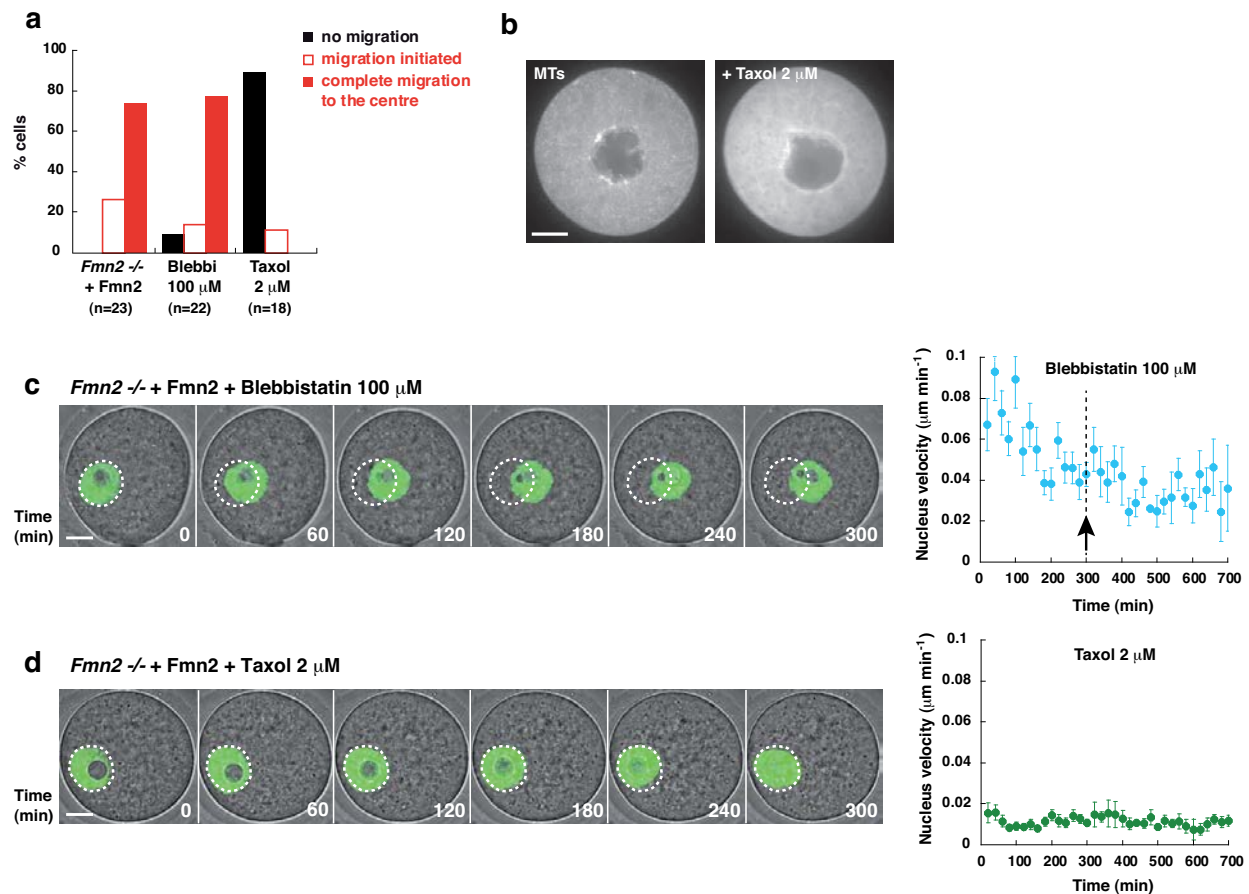 a
no migration
migration initiated
complete migration
to the centre
100
80
60
40
20
0
% cells
Fmn2 -/-
+ Fmn2
(n=23)
Blebbi
100 μM
(n=22)
Taxol
2 μM
(n=18)
b
MTs
+ Taxol 2 μM
c
Fmn2 -/- + Fmn2 + Blebbistatin 100 μM
Time
(min)
0
60
120
180
240
300
Blebbistatin 100 μM
Nucleus velocity (μm min-1)
0.1
0.08
0.06
0.04
0.02
0
0 100 200 300 400 500 600 700
Time (min)
d
Fmn2 -/- + Fmn2 + Taxol 2 μM
Time
(min)
0
60
120
180
240
300
Taxol 2 μM
Nucleus velocity (μm min-1)
0.1
0.08
0.06
0.04
0.02
0
0 100 200 300 400 500 600 700
Time (min)